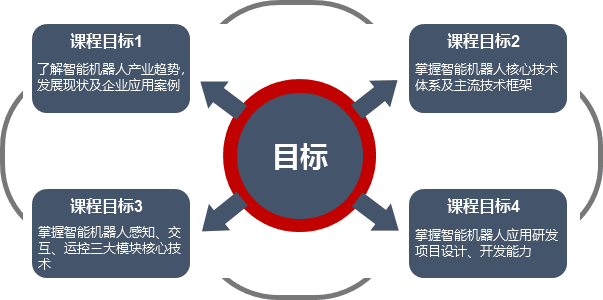 课程目标1
了解智能机器人产业趋势,
发展现状及企业应用案例
课程目标2
掌握智能机器人核心技术
体系及主流技术框架
目标
课程目标3
掌握智能机器人感知、交
互、运控三大模块核心技
术
课程目标4
掌握智能机器人应用研发
项目设计、开发能力